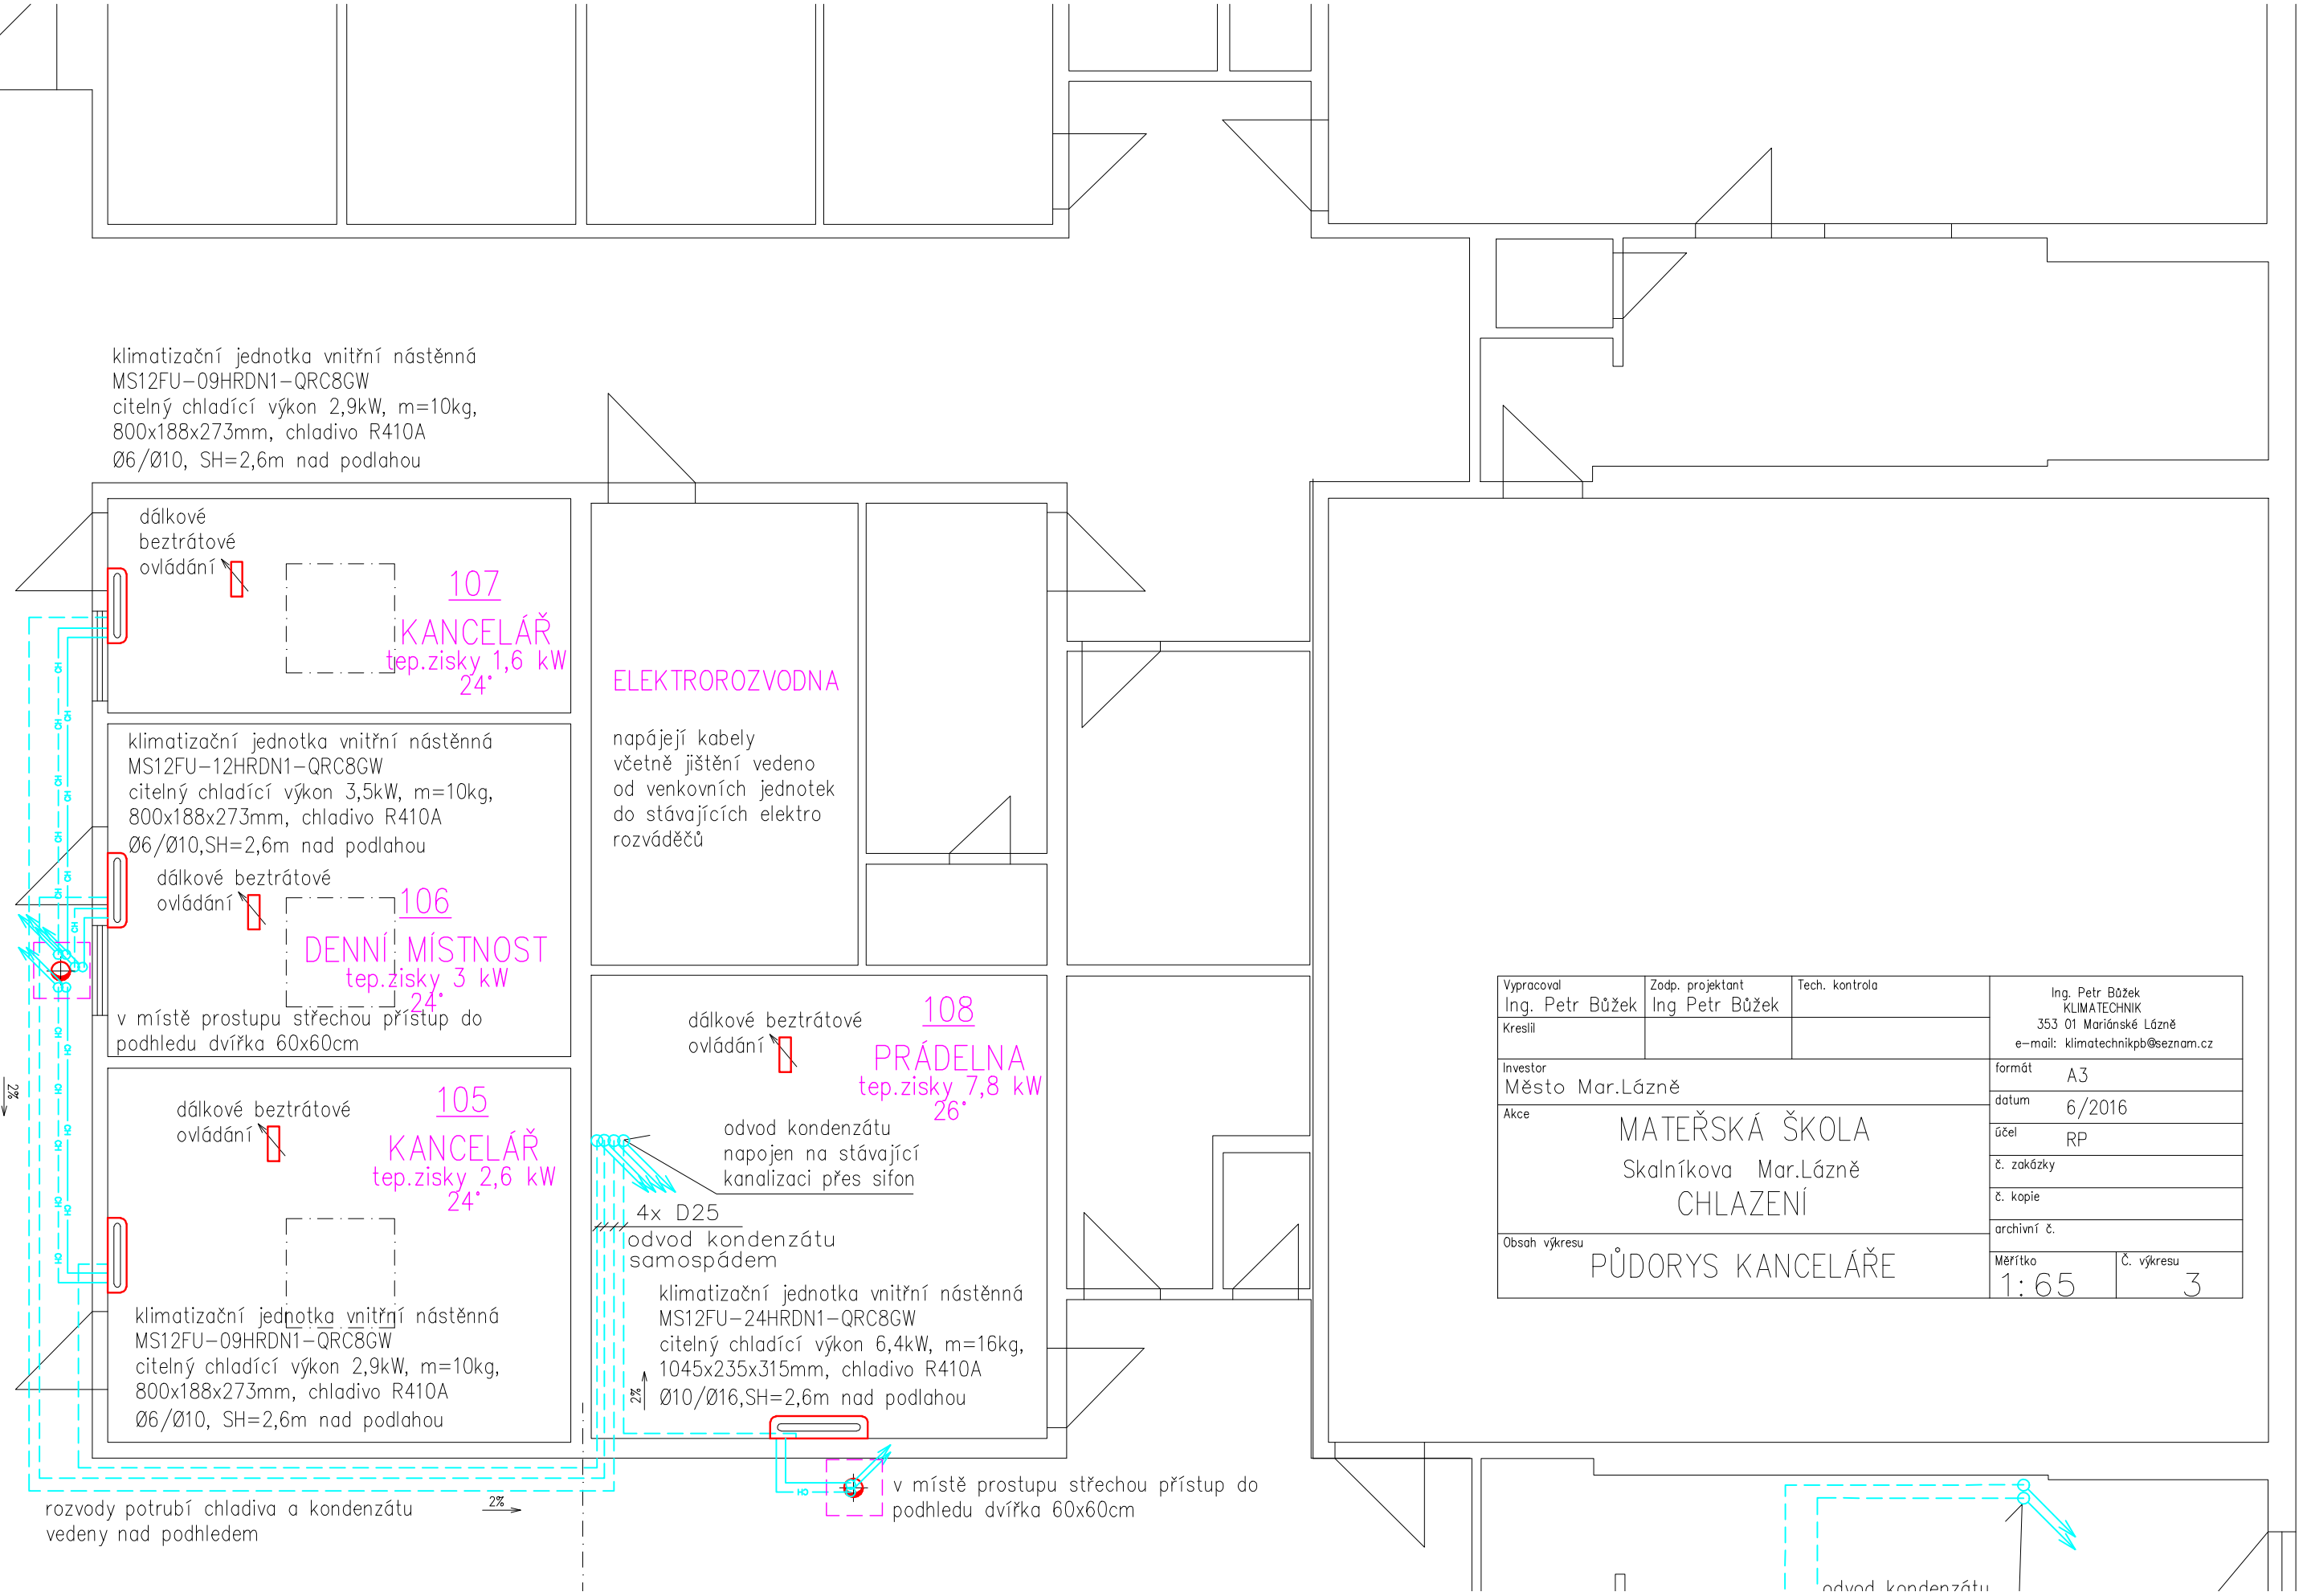 klimatizační jednotka vnitřní nástěnná
MS12FU-09HRDN1-QRC8GW
citelný chladící výkon 2,9kW, m=10kg,
800x188x273mm, chladivo R410A
Ø6/Ø10, SH=2,6m nad podlahou
dálkové
beztrátové
ovládání
107
KANCELÁŘ
tep.zisky 1,6 kW
24°
klimatizační jednotka vnitřní nástěnná
MS12FU-12HRDN1-QRC8GW
citelný chladící výkon 3,5kW, m=10kg,
800x188x273mm, chladivo R410A
Ø6/Ø10,SH=2,6m nad podlahou
dálkové beztrátové
ovládání
106
DENNÍ MÍSTNOST
tep.zisky 3 kW
24°
v místě prostupu střechou přístup do
podhledu dvířka 60x60cm
2%
dálkové beztrátové
ovládání
105
KANCELÁŘ
tep.zisky 2,6 kW
24°
klimatizační jednotka vnitřní nástěnná
MS12FU-09HRDN1-QRC8GW
citelný chladící výkon 2,9kW, m=10kg,
800x188x273mm, chladivo R410A
Ø6/Ø10, SH=2,6m nad podlahou
rozvody potrubí chladiva a kondenzátu
vedeny nad podhledem
2%
ELEKTROROZVODNA
napájejí kabely
včetně jištění vedeno
od venkovních jednotek
do stávajících elektro
rozváděčů
dálkové beztrátové
ovládání
108
PRÁDELNA
tep.zisky 7,8 kW
26°
odvod kondenzátu
napojen na stávající
kanalizaci přes sifon
4x D25
odvod kondenzátu
samospádem
klimatizační jednotka vnitřní nástěnná
MS12FU-24HRDN1-QRC8GW
citelný chladící výkon 6,4kW, m=16kg,
1045x235x315mm, chladivo R410A
Ø10/Ø16,SH=2,6m nad podlahou
2%
CH
v místě prostupu střechou přístup do
podhledu dvířka 60x60cm
Vypracoval
Ing. Petr Bůžek
Zodp. projektant
Ing Petr Bůžek
Tech. kontrola
Kreslil
Ing. Petr Bůžek
KLIMATECHNIK
353 01 Mariánské Lázně
e-mail: klimatechnikpb@seznam.cz
Investor
Město Mar.Lázně
Akce
MATEŘSKÁ ŠKOLA
Skalníkova Mar.Lázně
CHLAZENÍ
Obsah výkresu
PŮDORYS KANCELÁŘE
formát A3
datum 6/2016
účel RP
č. zakázky
č. kopie
archivní č.
Měřítko
1:65
Č. výkresu
3
odvod kondenzátu